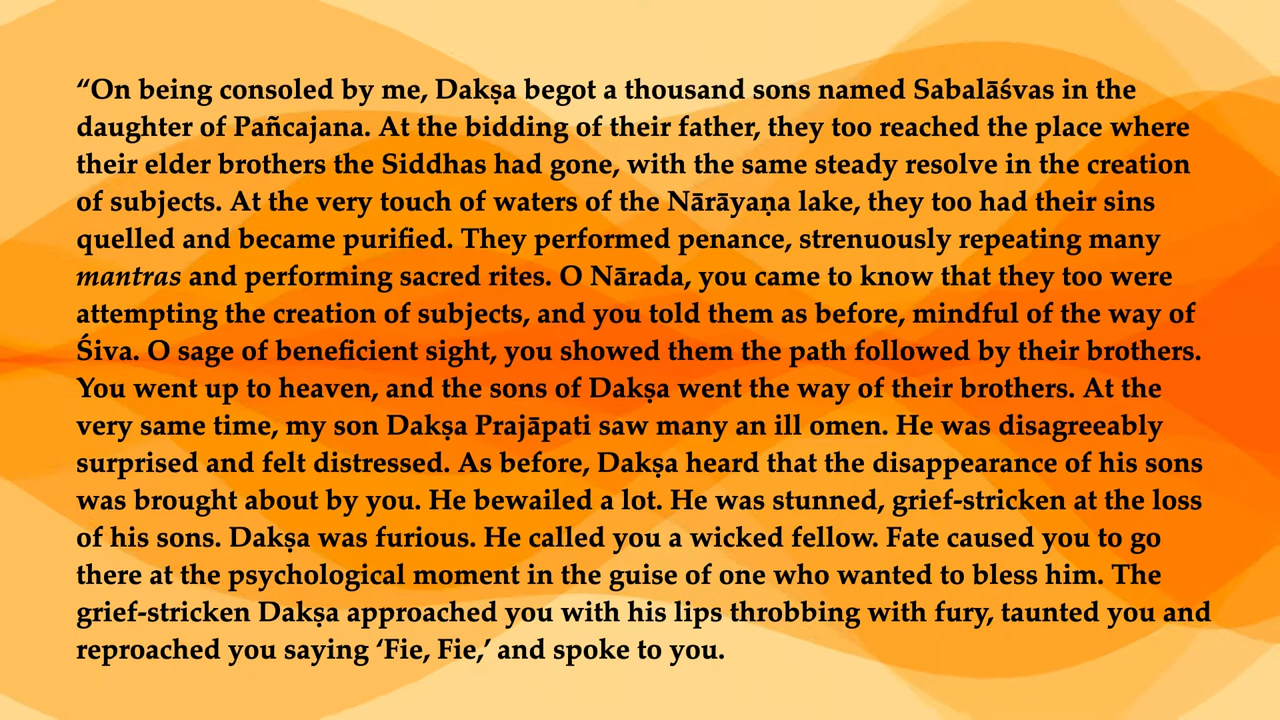 “On being consoled by me, Dakṣa begot a thousand sons named Sabalāśvas in the
daughter of Pañcajana. At the bidding of their father, they too reached the place where
their elder brothers the Siddhas had gone, with the same steady resolve in the creation
of subjects. At the very touch of waters of the Nārāyaṇa lake, they too had their sins
quelled and became purified. They performed penance, strenuously repeating many
mantras and performing sacred rites. O Nārada, you came to know that they too were
attempting the creation of subjects, and you told them as before, mindful of the way of
Śiva. O sage of beneficient sight, you showed them the path followed by their brothers.
You went up to heaven, and the sons of Dakṣa went the way of their brothers. At the
very same time, my son Dakṣa Prajāpati saw many an ill omen. He was disagreeably
surprised and felt distressed. As before, Dakṣa heard that the disappearance of his sons
was brought about by you. He bewailed a lot. He was stunned, grief-stricken at the loss
of his sons. Dakṣa was furious. He called you a wicked fellow. Fate caused you to go
there at the psychological moment in the guise of one who wanted to bless him. The
grief-stricken Dakṣa approached you with his lips throbbing with fury, taunted you and
reproached you saying ‘Fie, Fie,’ and spoke to you.